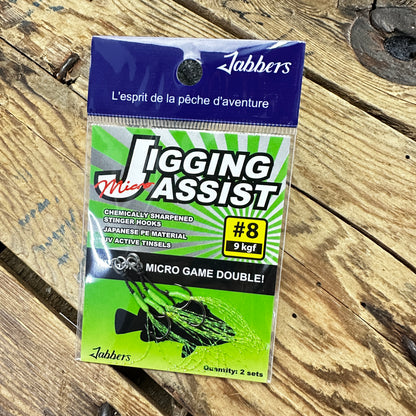 Jabbers
L'esprit de la pêche d'aventure
JIGGING
Micro ASSIST
CHEMICALLY SHARPENED
STINGER HOOKS
JAPANESE PE MATERIAL
UV ACTIVE TINSELS
#8
9 kgf
MICRO GAME DOUBLE!
Jabbers
Quantity: 2 sets